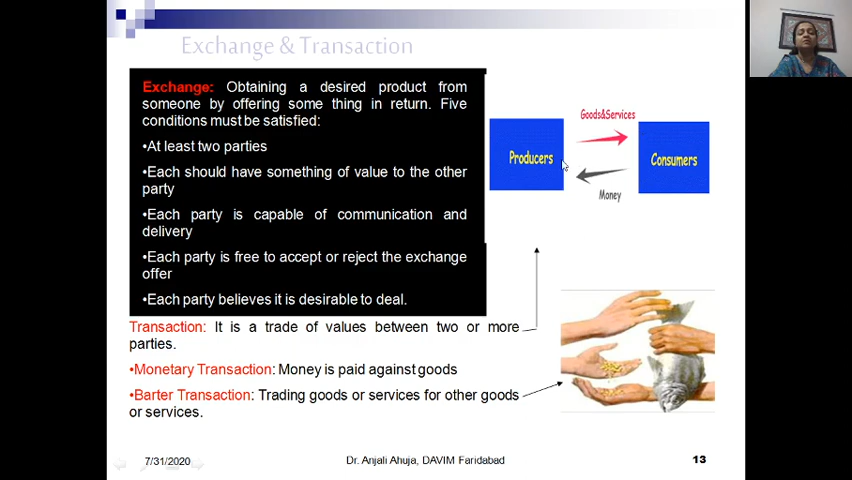 Exchange & Transaction
Exchange: Obtaining a desired product from
someone by offering some thing in return. Five
conditions must be satisfied:
•At least two parties
•Each should have something of value to the other
party
•Each party is capable of communication and
delivery
•Each party is free to accept or reject the exchange
offer
•Each party believes it is desirable to deal.
Goods&Services
Producers
Consumers
Money
Transaction: It is a trade of values between two or more
parties.
•Monetary Transaction: Money is paid against goods
•Barter Transaction: Trading goods or services for other goods
or services.
7/31/2020
Dr. Anjali Ahuja, DAVIM Faridabad
13